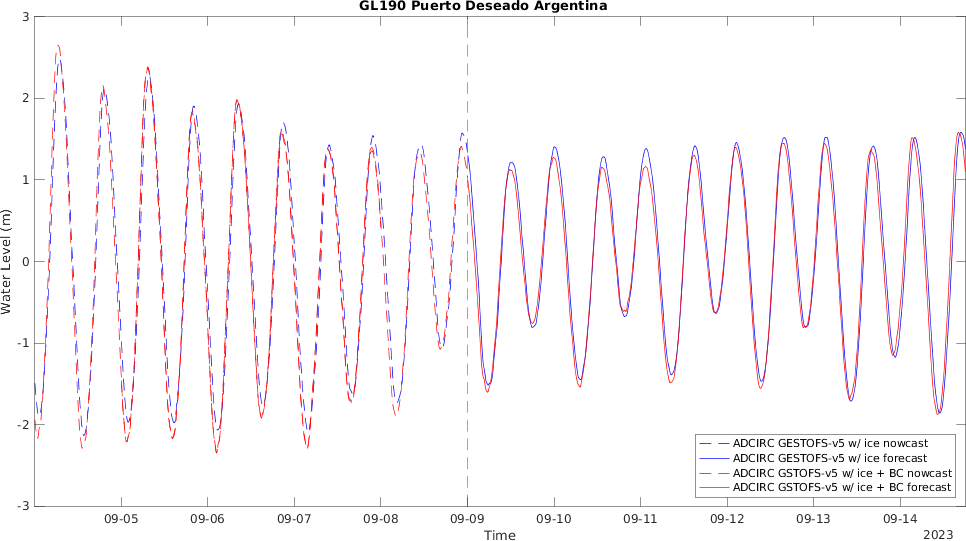 GL190 Puerto Deseado Argentina
3
2
1
0
-1
-2
-3
Water Level (m)
09-05 09-06 09-07 09-08 09-09 09-10 09-11 09-12 09-13 09-14
Time
2023
ADCIRC GESTOFS-v5 w/ ice nowcast
ADCIRC GESTOFS-v5 w/ ice forecast
ADCIRC GSTOFS-v5 w/ ice + BC nowcast
ADCIRC GSTOFS-v5 w/ ice + BC forecast